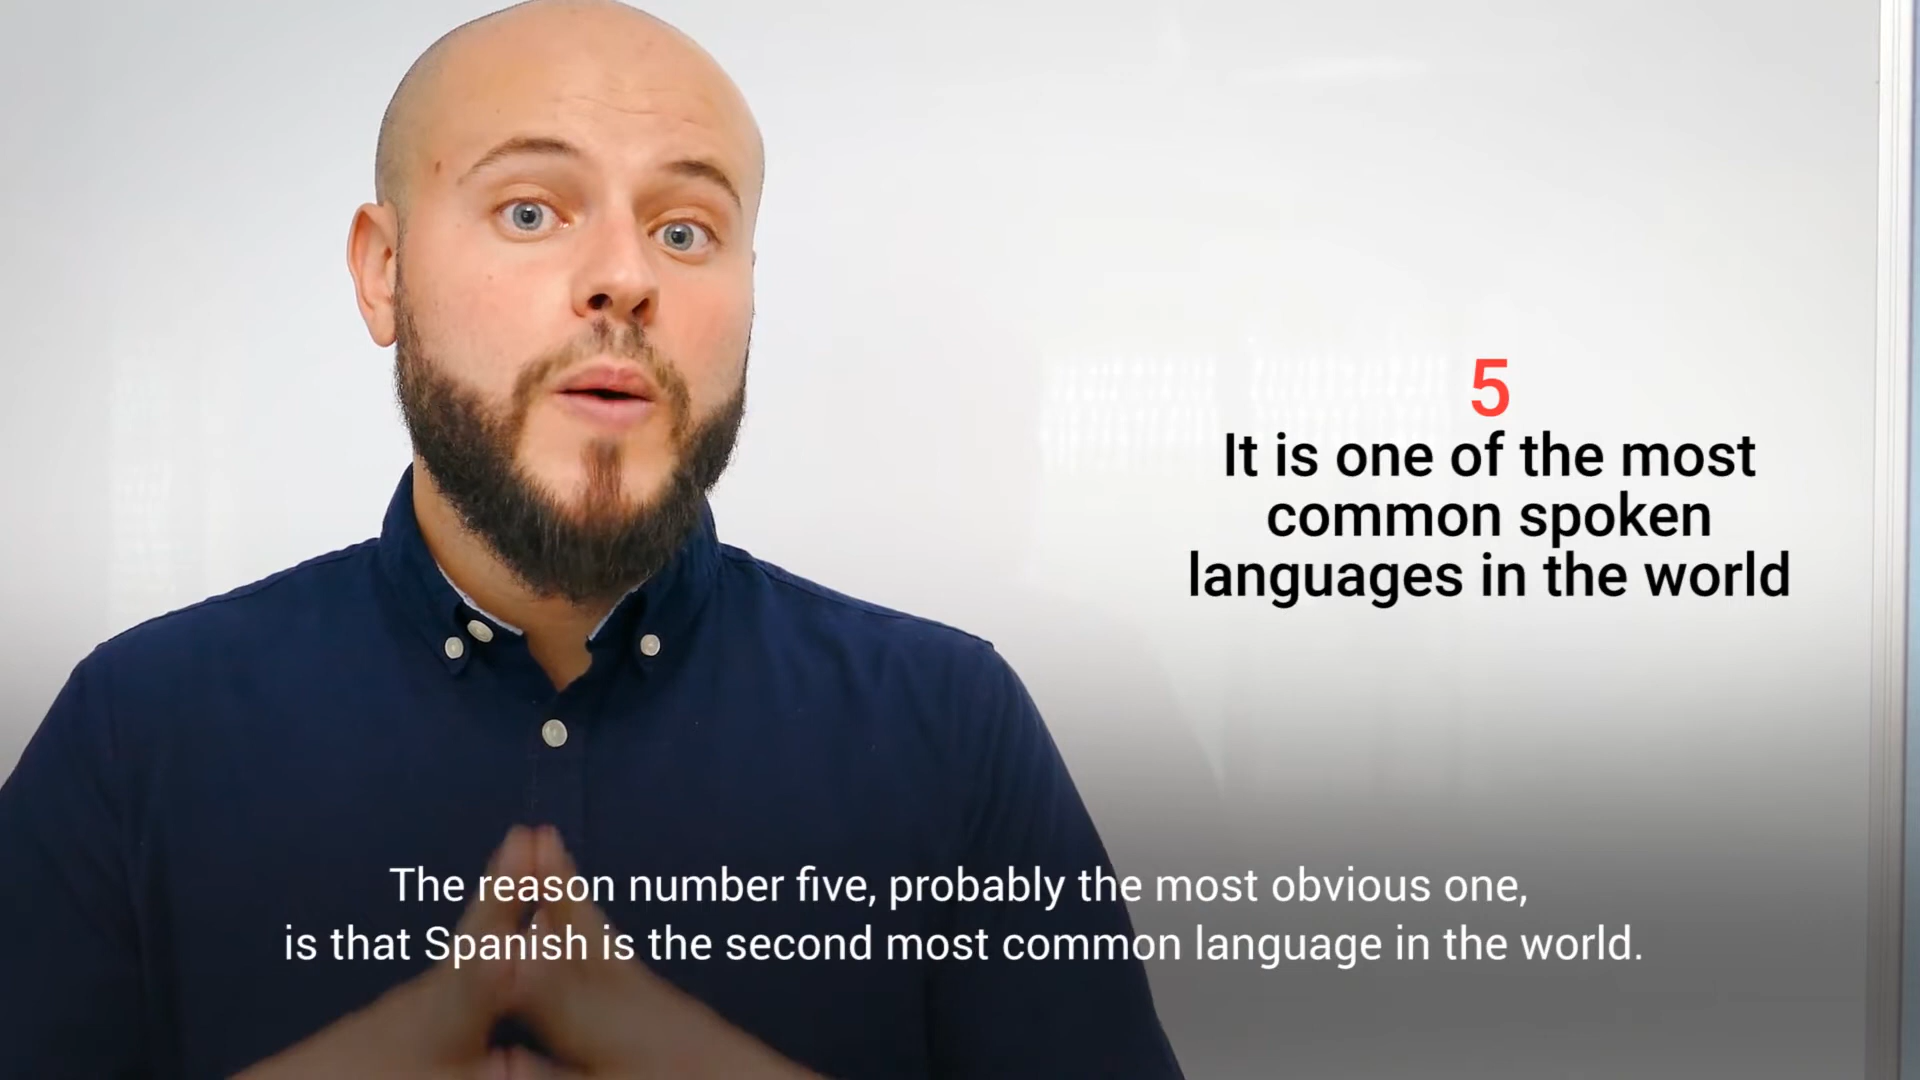 5
It is one of the most
common spoken
languages in the world
The reason number five, probably the most obvious one,
is that Spanish is the second most common language in the world.